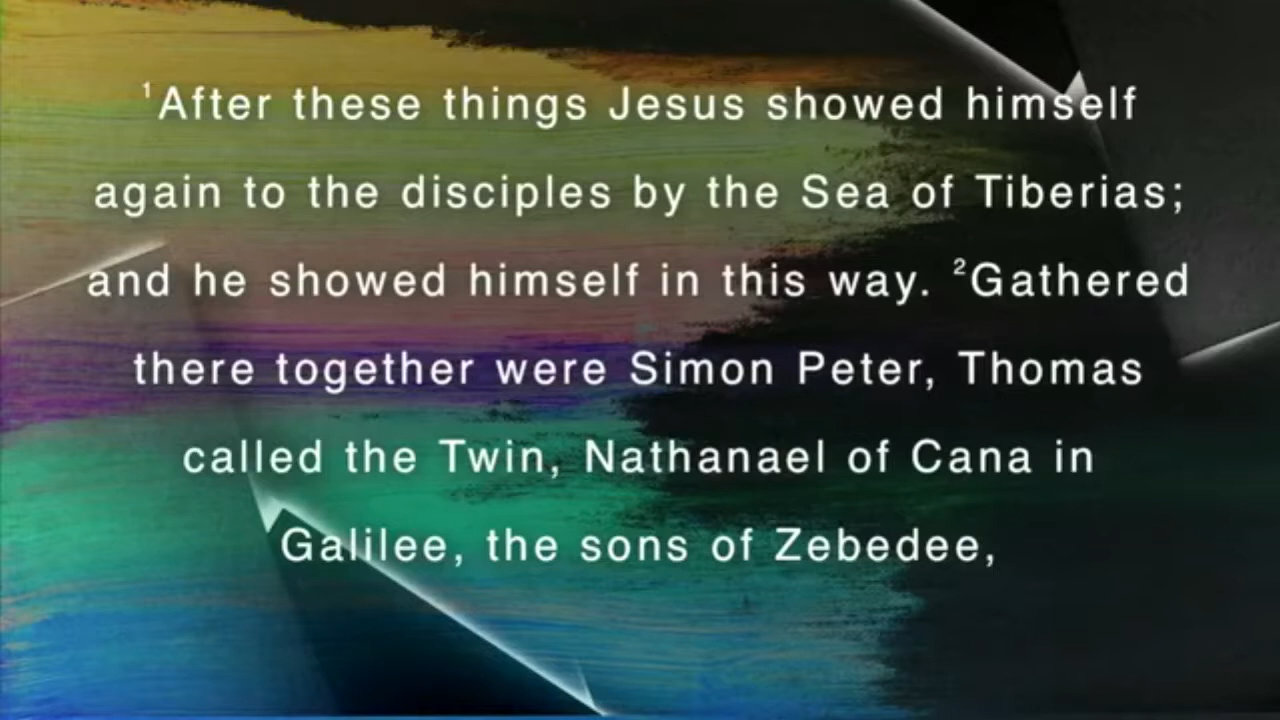 ¹After these things Jesus showed himself
again to the disciples by the Sea of Tiberias;
and he showed himself in this way. ²Gathered
there together were Simon Peter, Thomas
called the Twin, Nathanael of Cana in
Galilee, the sons of Zebedee,